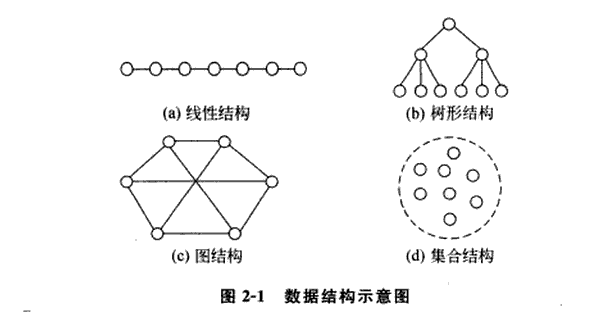 (a) 线性结构
(b) 树形结构
(c) 图结构
(d) 集合结构
图 2-1 数据结构示意图